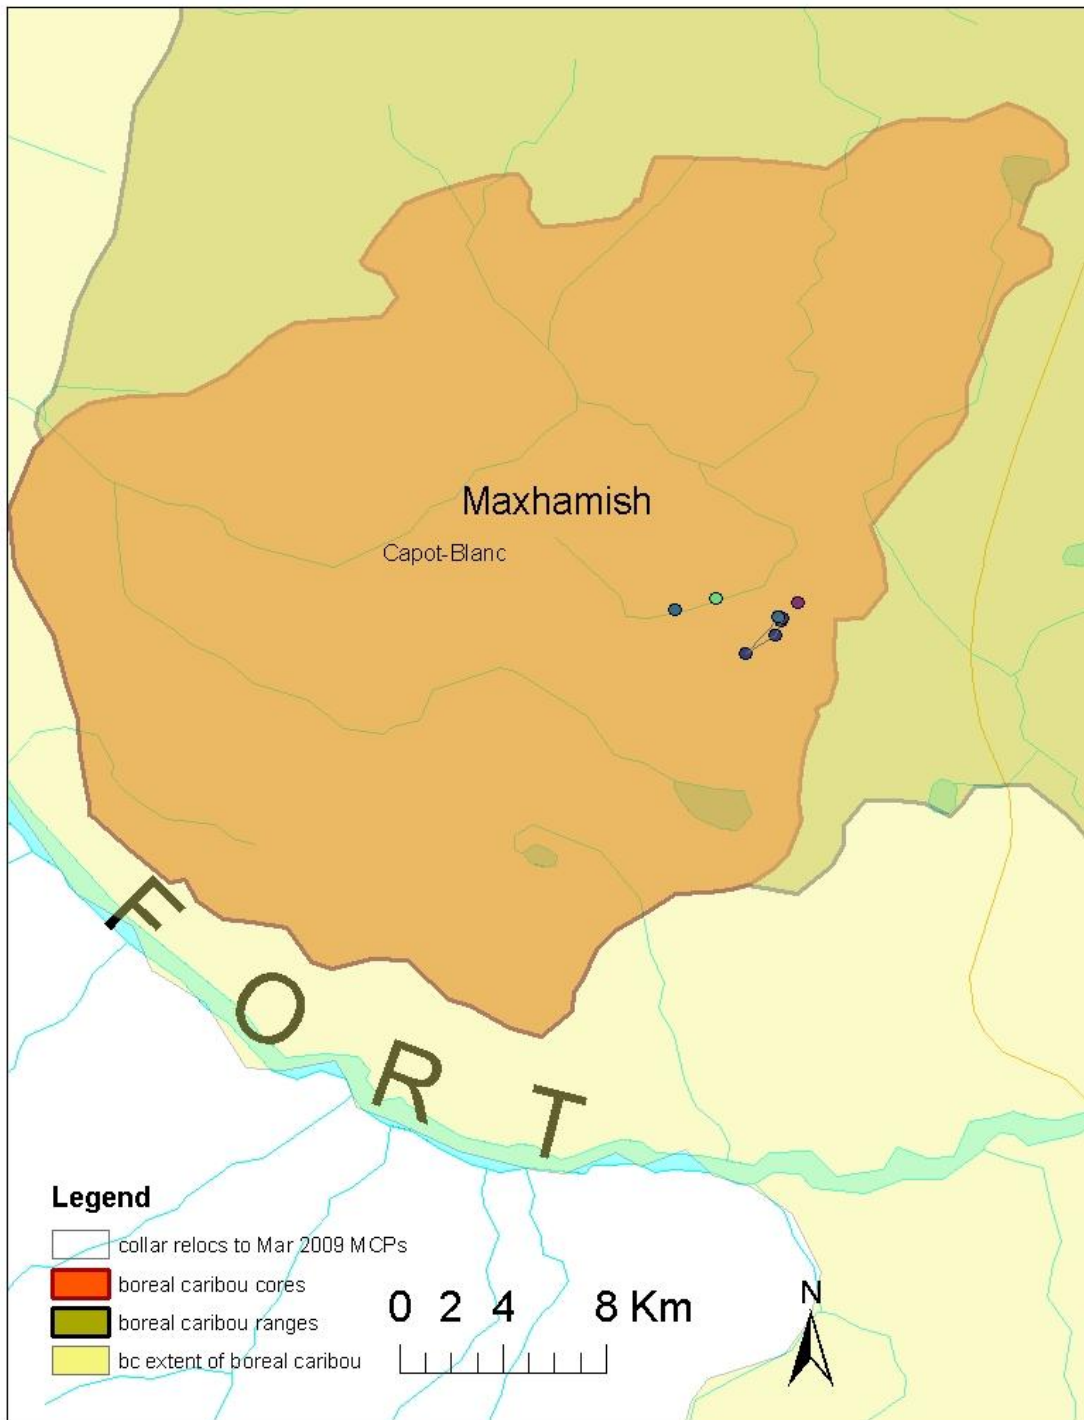 Maxhamish
Capot-Blanc
FORT
Legend
collar relocs to Mar 2009 MCPs
boreal caribou cores
boreal caribou ranges
bc extent of boreal caribou
0 2 4 8 Km
N